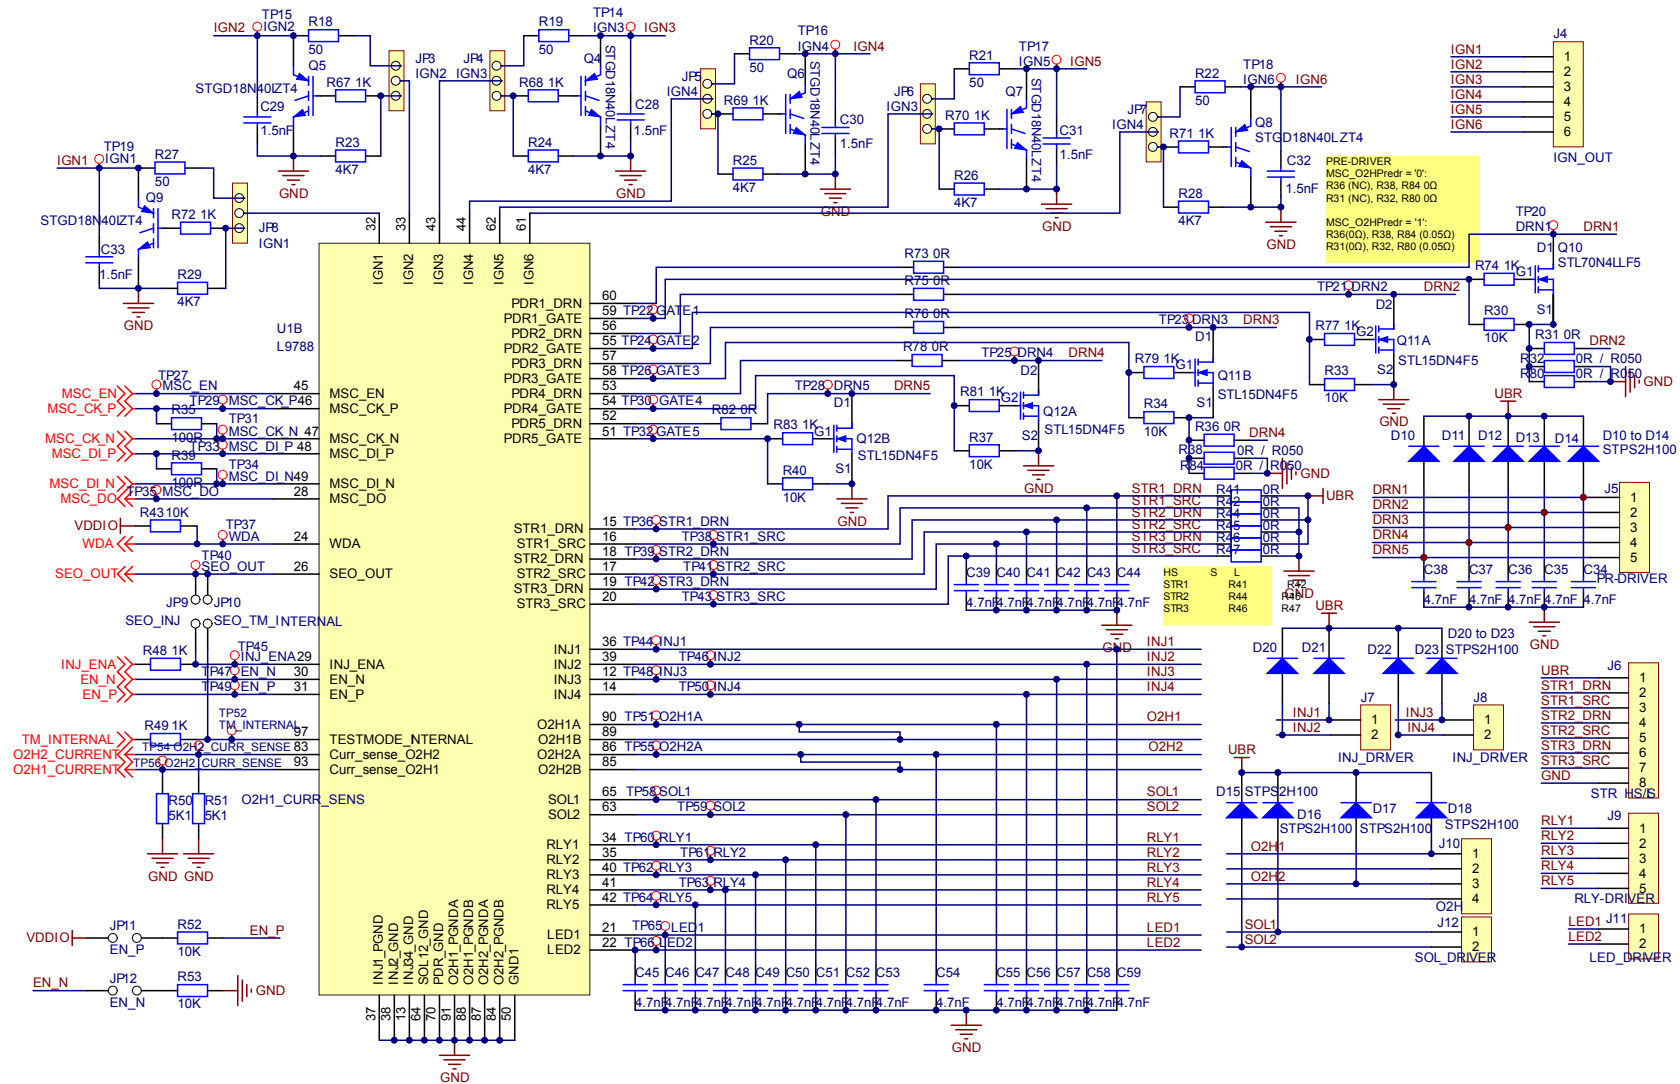 IGN2
TP15
IGN2
R18
50
Q5
STGD18N40LZT4
R67 1K
C29
1.5nF
R23
4K7
GND
JP3
IGN2
R19
50
TP14
IGN3
IGN3
Q4
STGD18N40LZT4
JP4
IGN3
R68 1K
C28
1.5nF
R24
4K7
GND
R20
50
TP16
IGN4
IGN4
Q6
STGD18N40LZT4
JP5
IGN4
R69 1K
C30
1.5nF
R25
4K7
GND
R21
50
TP17
IGN5
IGN5
Q7
STGD18N40LZT4
JP6
IGN3
R70 1K
C31
1.5nF
R26
4K7
GND
R22
50
TP18
IGN6
IGN6
Q8
STGD18N40LZT4
JP7
IGN4
R71 1K
C32
1.5nF
R28
4K7
GND
J4
IGN1 1
IGN2 2
IGN3 3
IGN4 4
IGN5 5
IGN6 6
IGN_OUT
TP19
IGN1
IGN1
R27
50
Q9
STGD18N40LZT4
R72 1K
C33
1.5nF
R29
4K7
GND
JP8
IGN1
PRE-DRIVER
MSC_O2HPredr = '0':
R36 (NC), R38, R84 0Ω
R31 (NC), R32, R80 0Ω
MSC_O2HPredr = '1':
R36(0Ω), R38, R84 (0.05Ω)
R31(0Ω), R32, R80 (0.05Ω)
32 33 43 44 62 61
IGN1 IGN2 IGN3 IGN4 IGN5 IGN6
U1B
L9788
60 PDR1_DRN
59 PDR1_GATE TP22 GATE1
56 PDR2_DRN
55 PDR2_GATE TP24 GATE2
57 PDR3_DRN
58 PDR3_GATE TP26 GATE3
53 PDR4_DRN
54 PDR4_GATE TP30 GATE4
52 PDR5_DRN
51 PDR5_GATE TP32 GATE5
R73 0R
R75 0R
R76 0R
R78 0R
R82 0R
TP20
DRN1
DRN1
D1
Q10
STL70N4LLF5
R74 1K
G1
S1
R30
10K
R31 0R
DRN2
R32 0R / R050
R80 0R / R050
GND
TP21 DRN2
DRN2
D2
R77 1K
G2
Q11A
STL15DN4F5
S2
R33
10K
GND
TP23 DRN3
DRN3
D1
R79 1K
G1
Q11B
STL15DN4F5
S1
R34
10K
R36 0R
DRN4
R38 0R / R050
R84 0R / R050
GND
TP25 DRN4
DRN4
D2
R81 1K
G2
Q12A
STL15DN4F5
S2
R37
10K
GND
TP28 DRN5
DRN5
D1
R83 1K
G1
Q12B
STL15DN4F5
S1
R40
10K
GND
TP27
MSC_EN MSC_EN 45 MSC_EN
MSC_CK_P TP29 MSC_CK_P 46 MSC_CK_P
R35
100R
TP31
MSC_CK_N MSC_CK_N 47 MSC_CK_N
MSC_DI_P TP33 MSC_DI_P 48 MSC_DI_P
R39
100R
TP34
MSC_DI_N MSC_DI_N 49 MSC_DI_N
MSC_DO TP35 MSC_DO 28 MSC_DO
VDDIO R43 10K
TP37
WDA WDA 24 WDA
TP40
SEO_OUT SEO_OUT 26 SEO_OUT
JP9 JP10
SEO_INJ SEO_TM_INTERNAL
TP45
INJ_ENA R48 1K INJ_ENA 29 INJ_ENA
EN_N TP47 EN_N 30 EN_N
EN_P TP49 EN_P 31 EN_P
TP52
TM_INTERNAL
TM_INTERNAL R49 1K 97 TESTMODE_INTERNAL
O2H2_CURRENT TP54 O2H2_CURR_SENSE 83 Curr_sense_O2H2
O2H1_CURRENT TP56 O2H2_CURR_SENSE 93 Curr_sense_O2H1
R50
5K1
R51
5K1
O2H1_CURR_SENS
GND GND
VDDIO JP11
EN_P
R52
10K
EN_P
EN_N JP12
EN_N
R53
10K
GND
STR1_DRN 15 TP36 STR1_DRN
STR1_SRC 16 TP38 STR1_SRC
STR2_DRN 18 TP39 STR2_DRN
STR2_SRC 17 TP41 STR2_SRC
STR3_DRN 19 TP42 STR3_DRN
STR3_SRC 20 TP43 STR3_SRC
STR1_DRN R41 0R
STR1_SRC R42 0R
STR2_DRN R44 0R
STR2_SRC R45 0R
STR3_DRN R46 0R
STR3_SRC R47 0R
UBR
GND
C39 C40 C41 C42 C43 C44
4.7nF 4.7nF 4.7nF 4.7nF 4.7nF 4.7nF
GND
HS S L
STR1 R41 R42
STR2 R44 R45
STR3 R46 R47
UBR
D10 D11 D12 D13 D14
D10 to D14
STPS2H100
J5
DRN1 1
DRN2 2
DRN3 3
DRN4 4
DRN5 5
PR-DRIVER
C38 C37 C36 C35 C34
4.7nF 4.7nF 4.7nF 4.7nF 4.7nF
GND
INJ1 36 TP44 INJ1 INJ1
INJ2 39 TP46 INJ2 INJ2
INJ3 12 TP48 INJ3 INJ3
INJ4 14 TP50 INJ4 INJ4
O2H1A 90 TP51 O2H1A O2H1
O2H1B 89
O2H2A 86 TP55 O2H2A O2H2
O2H2B 85
SOL1 65 TP58 SOL1 SOL1
SOL2 63 TP59 SOL2 SOL2
RLY1 34 TP60 RLY1 RLY1
RLY2 35 TP61 RLY2 RLY2
RLY3 40 TP62 RLY3 RLY3
RLY4 41 TP63 RLY4 RLY4
RLY5 42 TP64 RLY5 RLY5
LED1 21 TP65 LED1 LED1
LED2 22 TP66 LED2 LED2
C45 C46 C47 C48 C49 C50 C51 C52 C53 C54 C55 C56 C57 C58 C59
4.7nF 4.7nF 4.7nF 4.7nF 4.7nF 4.7nF 4.7nF 4.7nF 4.7nF 4.7nF 4.7nF 4.7nF 4.7nF 4.7nF 4.7nF
GND
INJ1_PGND INJ2_GND INJ34_GND SOL12_GND PDR_GND O2H1_PGNDA O2H1_PGNDB O2H2_PGNDA O2H2_PGNDB GND1
37 38 13 64 70 91 88 87 84 50
GND
UBR
D20 D21 D22 D23
D20 to D23
STPS2H100
J7
INJ1 1
INJ2 2
INJ_DRIVER
J8
INJ3 1
INJ4 2
INJ_DRIVER
J6
UBR 1
STR1_DRN 2
STR1_SRC 3
STR2_DRN 4
STR2_SRC 5
STR3_DRN 6
STR3_SRC 7
GND 8
STR HS/LS
UBR
D15 STPS2H100
D16
STPS2H100
D17
STPS2H100
D18
STPS2H100
J10
O2H1 1
2
O2H2 3
4
O2H
J12
SOL1 1
SOL2 2
SOL_DRIVER
J9
RLY1 1
RLY2 2
RLY3 3
RLY4 4
RLY5 5
RLY-DRIVER
J11
LED1 1
LED2 2
LED_DRIVER